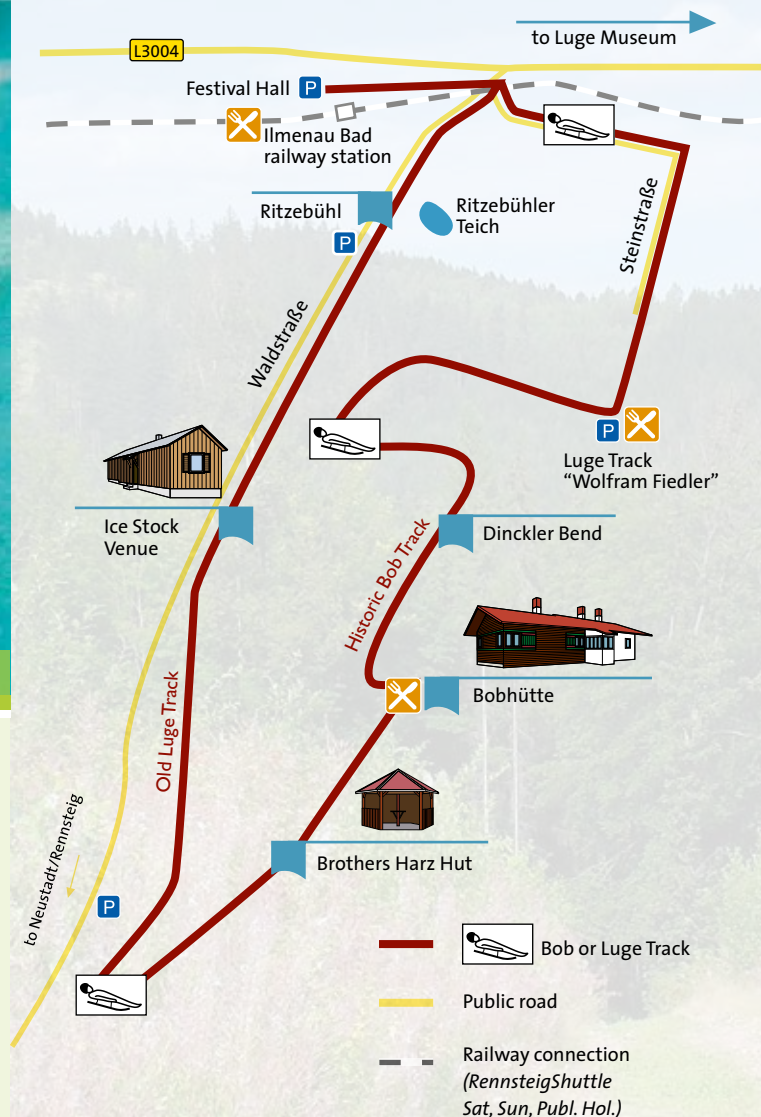 to Luge Museum
L3004
Festival Hall P
Ilmenau Bad
railway station
Ritzebühl
Ritzebühler
Teich
P
Steinstraße
Waldstraße
P
Luge Track
“Wolfram Fiedler”
Ice Stock
Venue
Dinckler Bend
Historic Bob Track
Bobhütte
Old Luge Track
Brothers Harz Hut
to Neustadt/Rennsteig
P
Bob or Luge Track
Public road
Railway connection
(RennsteigShuttle
Sat, Sun, Publ. Hol.)